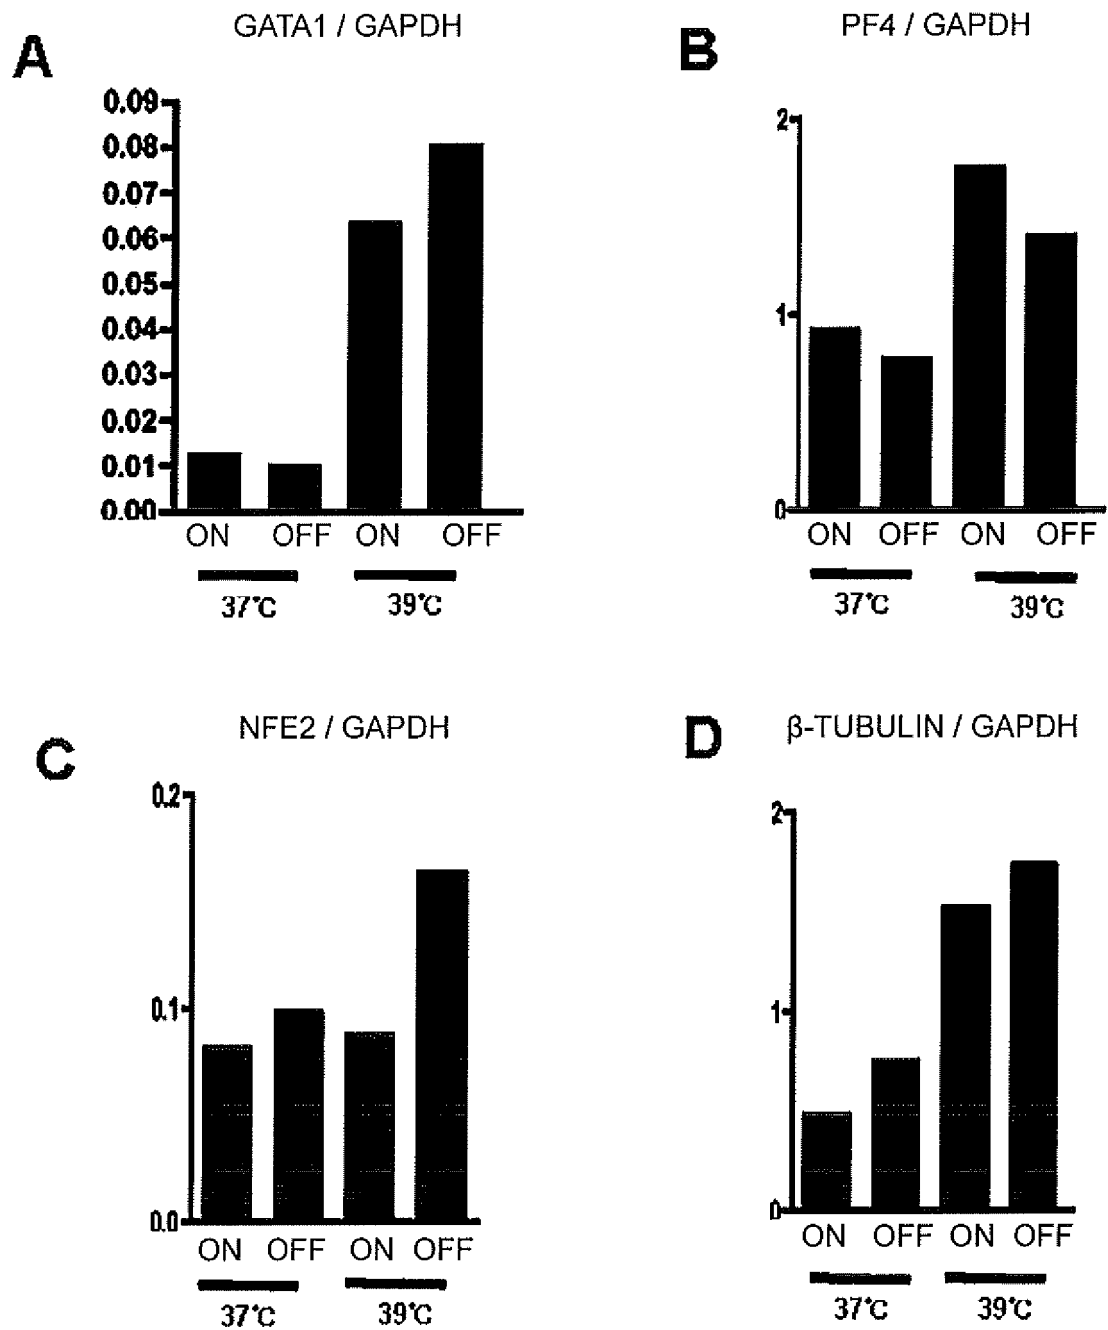 A
GATA1 / GAPDH
0.09
0.08
0.07
0.06
0.05
0.04
0.03
0.02
0.01
0.00
ON OFF ON OFF
37°C 39°C
B
PF4 / GAPDH
2
1
0
ON OFF ON OFF
37°C 39°C
C
NFE2 / GAPDH
0.2
0.1
0.0
ON OFF ON OFF
37°C 39°C
D
β-TUBULIN / GAPDH
2
1
0
ON OFF ON OFF
37°C 39°C